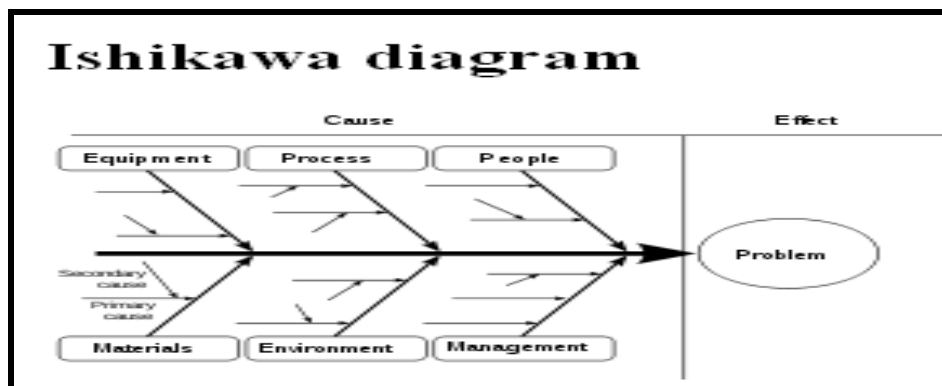 Ishikawa diagram
Cause
Effect
Equipment
Process
People
Problem
Secondary
cause
Primary
cause
Materials
Environment
Management